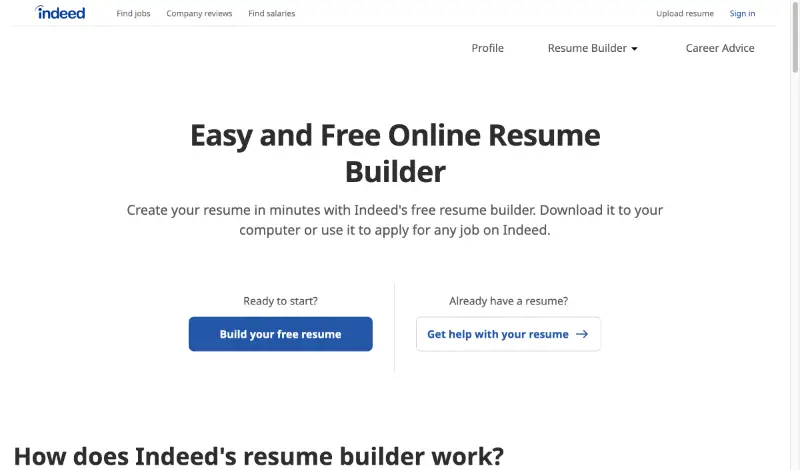 indeed Find jobs Company reviews Find salaries Upload resume Sign in
Profile Resume Builder Career Advice
Easy and Free Online Resume
Builder
Create your resume in minutes with Indeed's free resume builder. Download it to your
computer or use it to apply for any job on Indeed.
Ready to start?
Build your free resume
Already have a resume?
Get help with your resume →
How does Indeed's resume builder work?